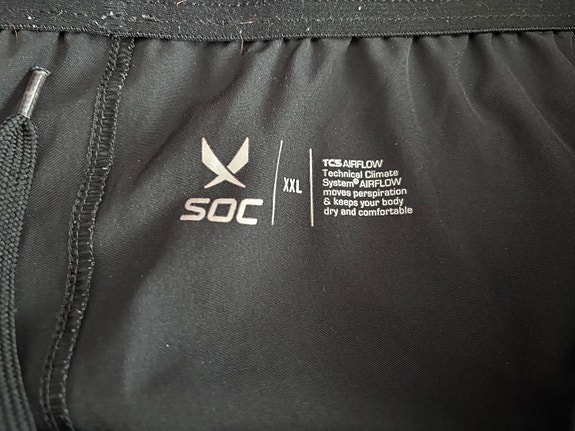 SOC
XXL
TCS AIRFLOW
Technical Climate
System® AIRFLOW
moves perspiration
& keeps your body
dry and comfortable